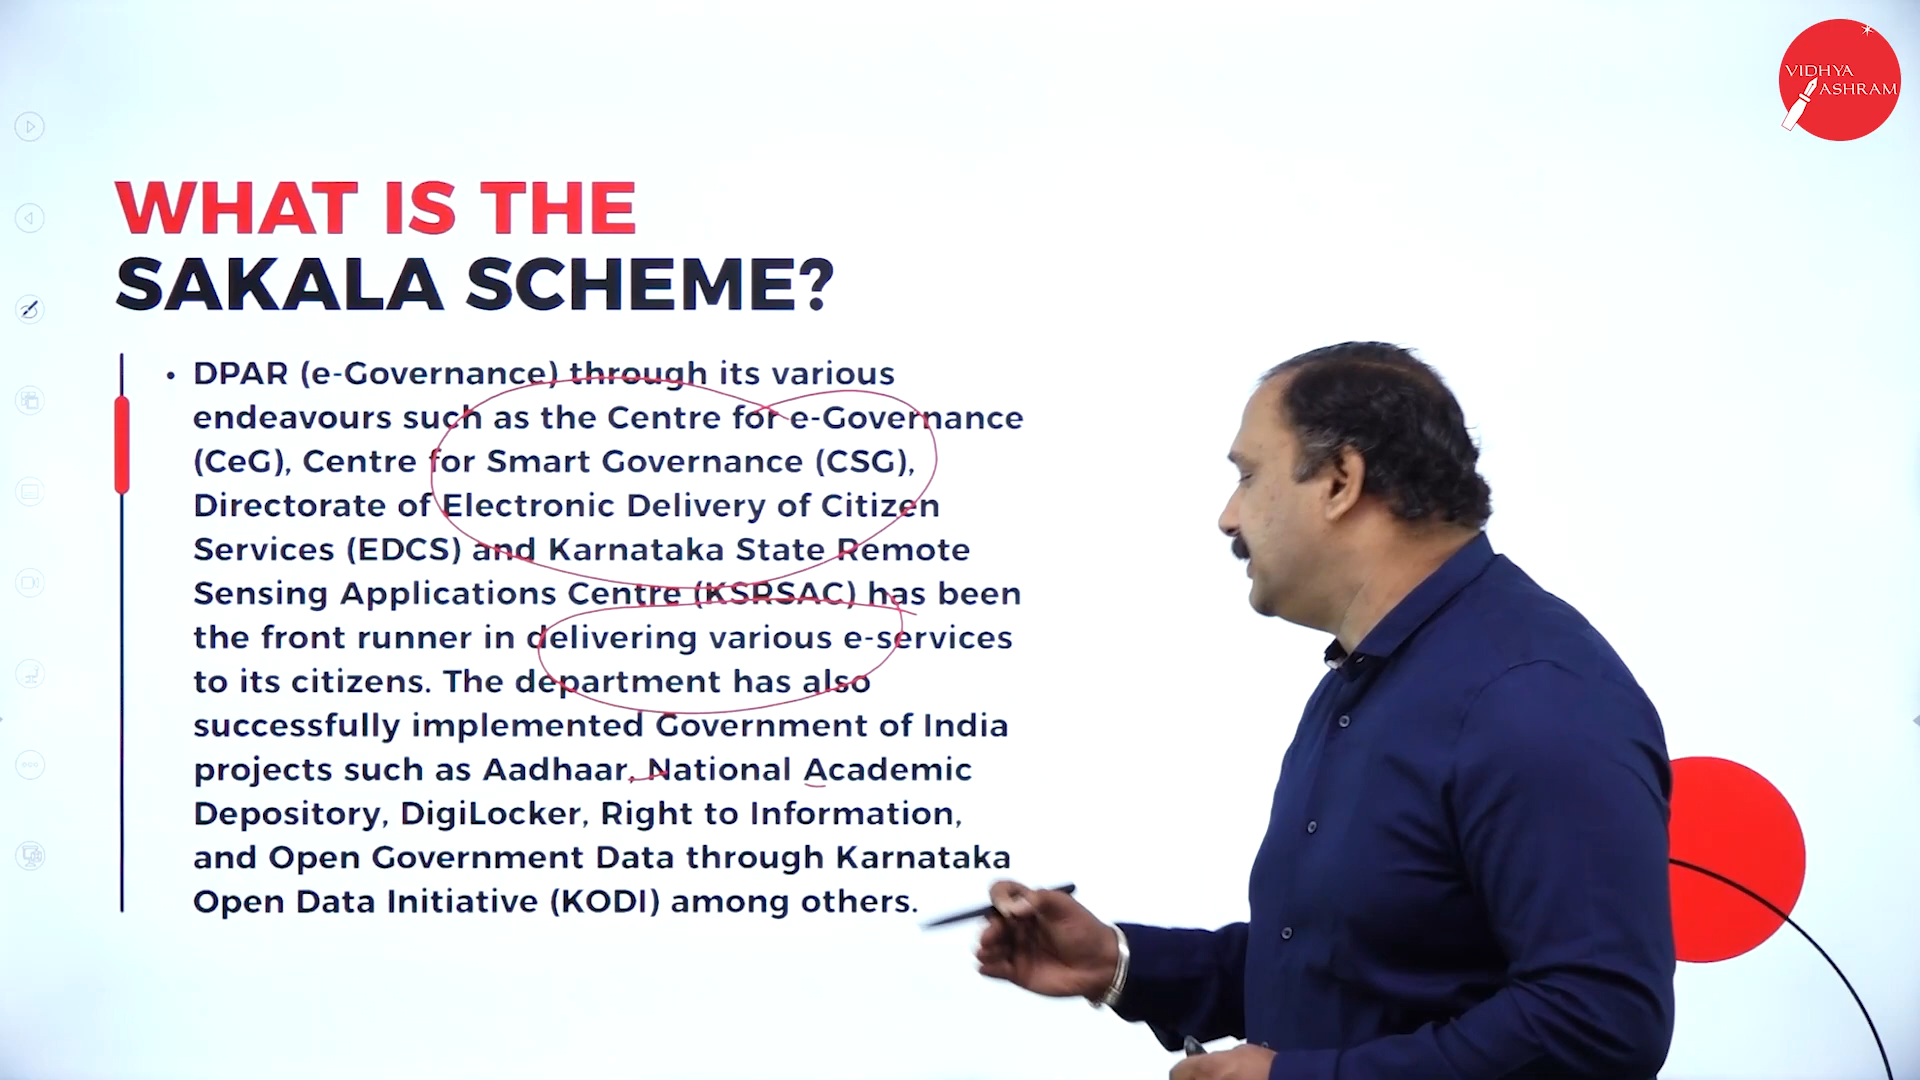 VIDHYA
ASHRAM
WHAT IS THE
SAKALA SCHEME?
• DPAR (e-Governance) through its various
endeavours such as the Centre for e-Governance
(CeG), Centre for Smart Governance (CSG),
Directorate of Electronic Delivery of Citizen
Services (EDCS) and Karnataka State Remote
Sensing Applications Centre (KSRSAC) has been
the front runner in delivering various e-services
to its citizens. The department has also
successfully implemented Government of India
projects such as Aadhaar, National Academic
Depository, DigiLocker, Right to Information,
and Open Government Data through Karnataka
Open Data Initiative (KODI) among others.